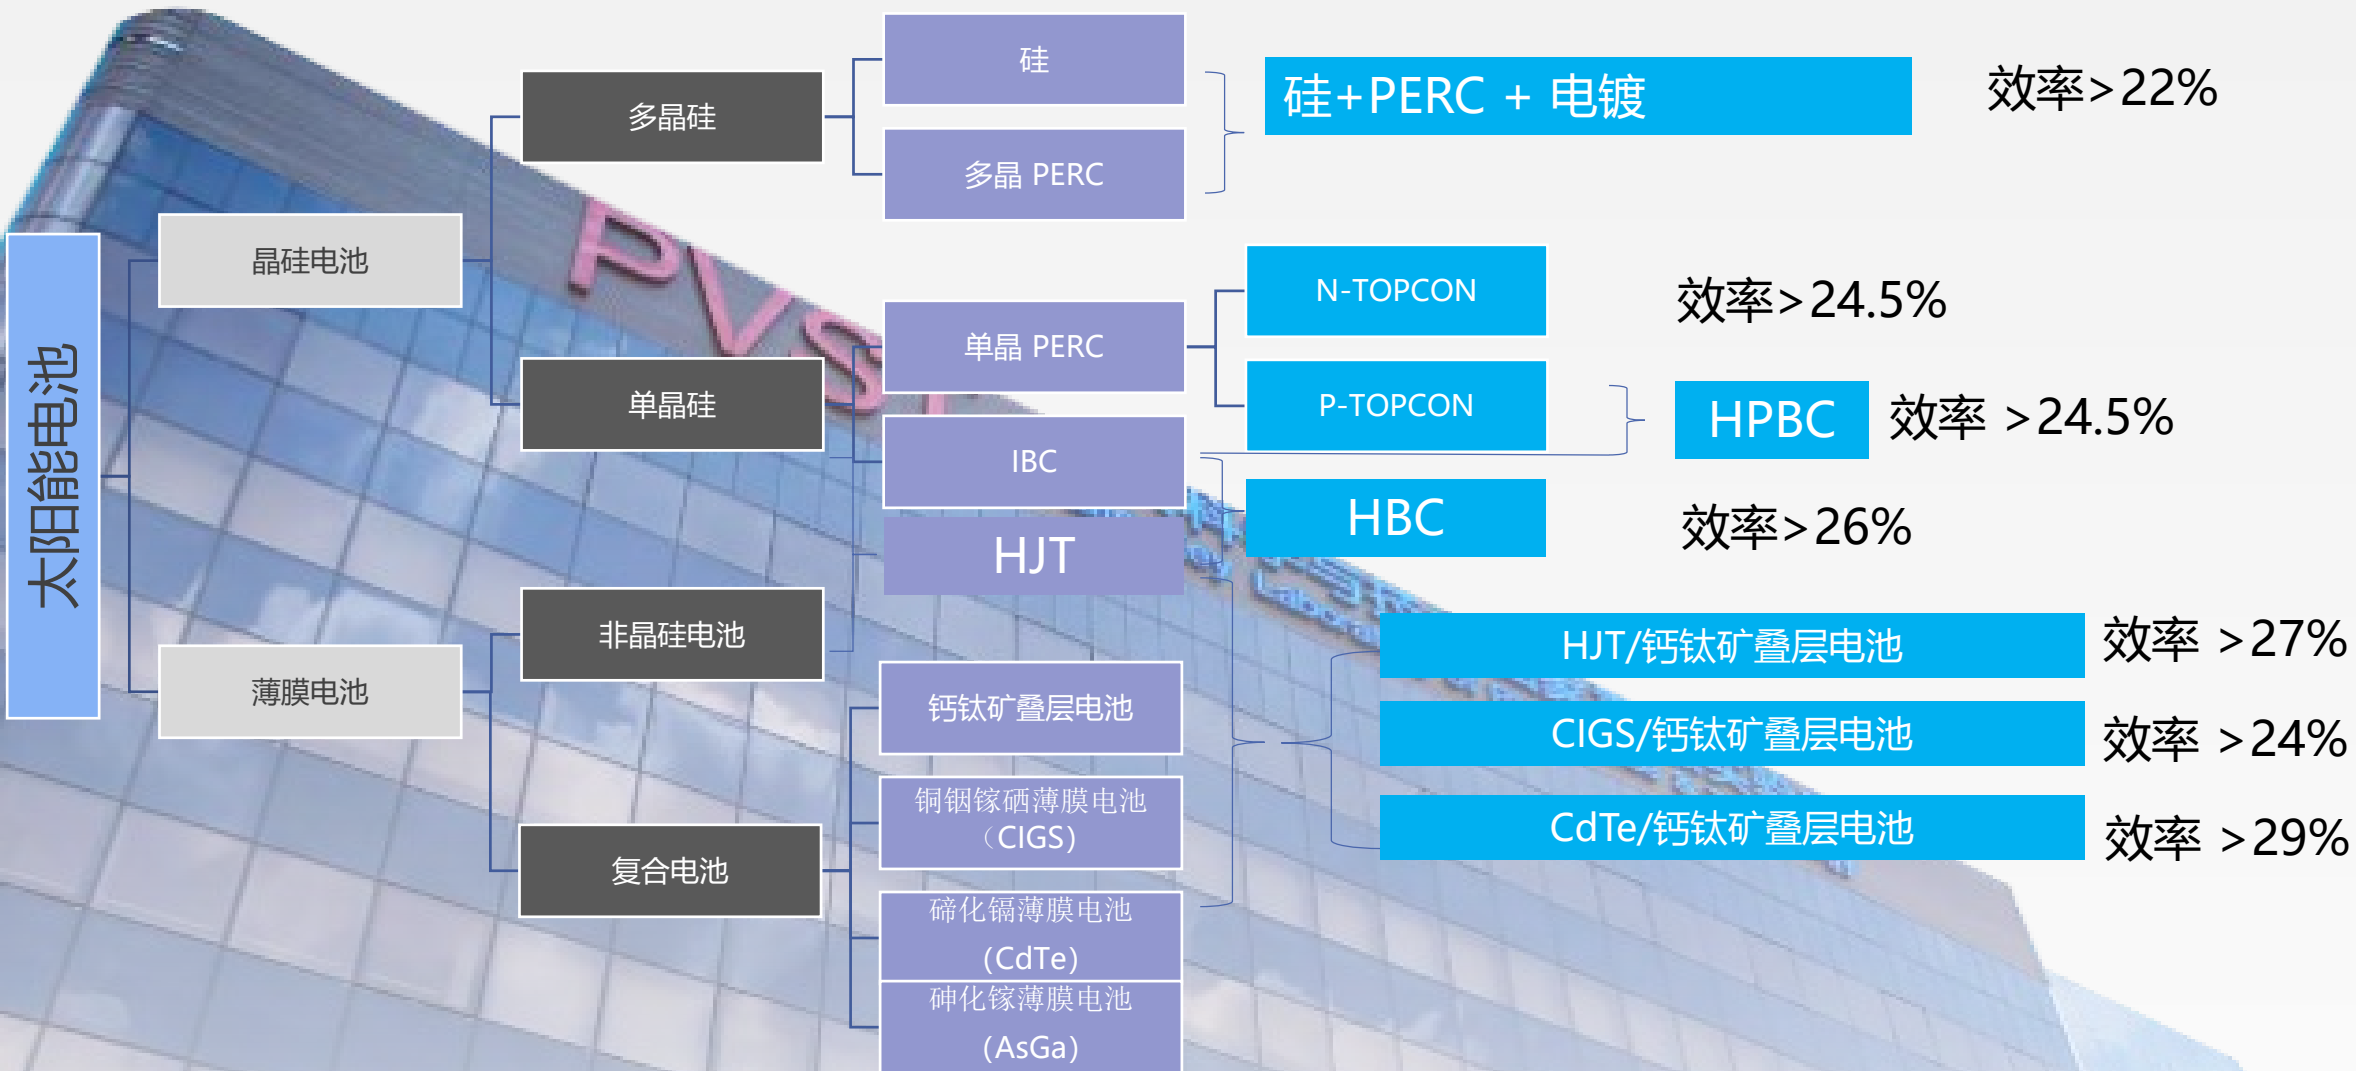 太阳能电池
晶硅电池
薄膜电池
多晶硅
单晶硅
非晶硅电池
复合电池
硅
多晶 PERC
单晶 PERC
IBC
HJT
钙钛矿叠层电池
铜铟镓硒薄膜电池
（CIGS)
碲化镉薄膜电池
(CdTe)
砷化镓薄膜电池
(AsGa)
硅+PERC + 电镀
效率>22%
N-TOPCON
效率>24.5%
P-TOPCON
HPBC
效率 >24.5%
HBC
效率>26%
HJT/钙钛矿叠层电池
效率 >27%
CIGS/钙钛矿叠层电池
效率 >24%
CdTe/钙钛矿叠层电池
效率 >29%
PVS